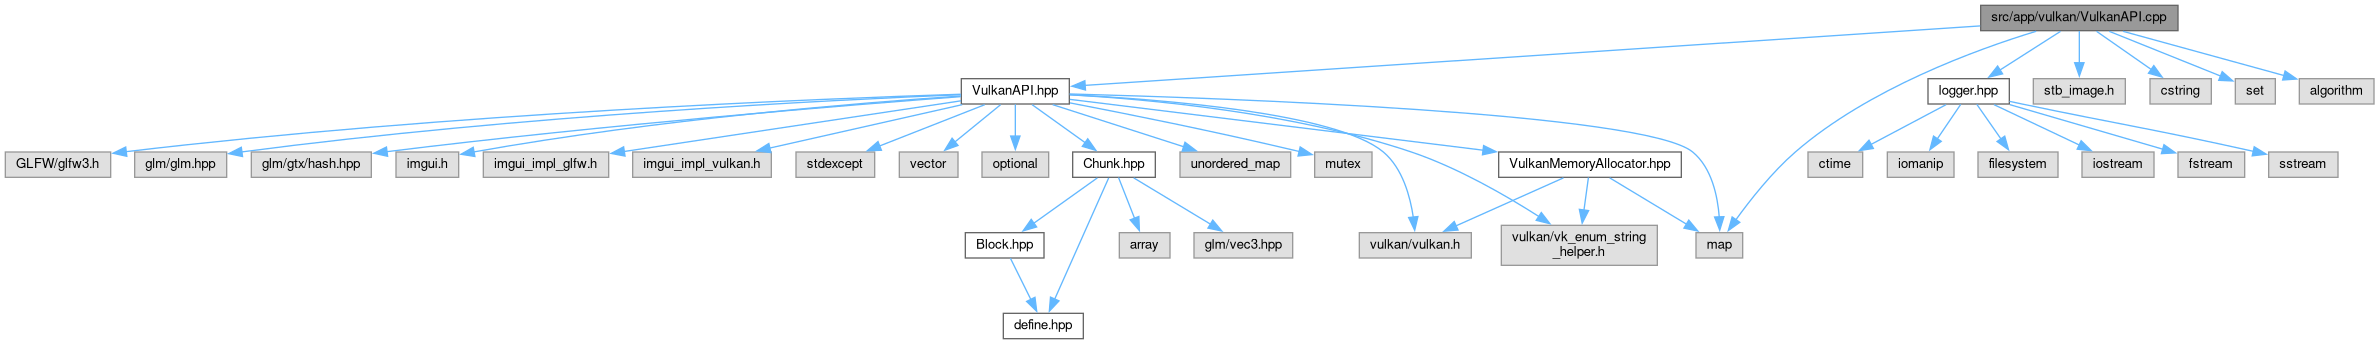 src/app/vulkan/VulkanAPI.cpp
VulkanAPI.hpp
logger.hpp
stb_image.h
cstring
set
algorithm
GLFW/glfw3.h
glm/glm.hpp
glm/gtx/hash.hpp
imgui.h
imgui_impl_glfw.h
imgui_impl_vulkan.h
stdexcept
vector
optional
Chunk.hpp
unordered_map
mutex
VulkanMemoryAllocator.hpp
ctime
iomanip
filesystem
iostream
fstream
sstream
Block.hpp
array
glm/vec3.hpp
vulkan/vulkan.h
vulkan/vk_enum_string
_helper.h
map
define.hpp